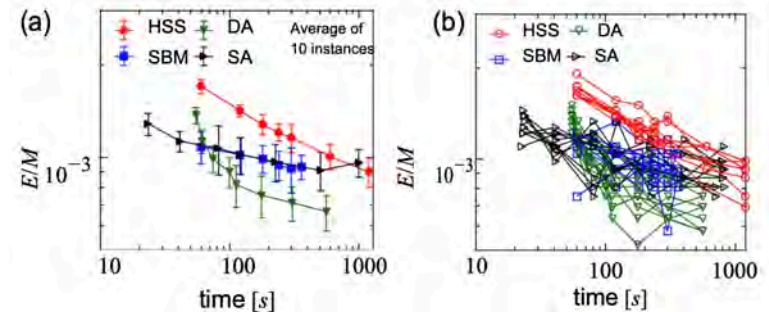 (a)
HSS DA
SBM SA
Average of
10 instances
E/M
10⁻³
10 100 1000
time [s]
(b)
HSS DA
SBM SA
E/M
10⁻³
10 100 1000
time [s]